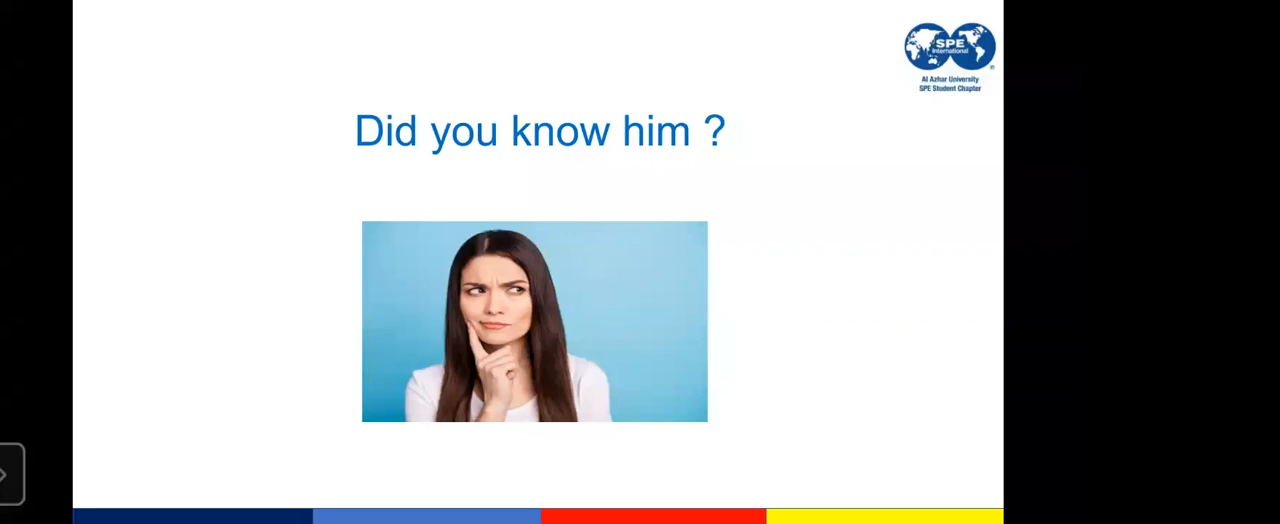 SPE
International
Al Azhar University
SPE Student Chapter
Did you know him ?